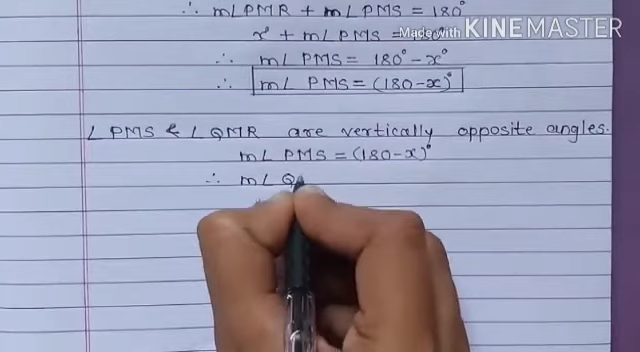 ∴ m∠PMR + m∠PMS = 180°
Made with KINEMASTER
x° + m∠PMS =
∴ m∠ PMS = 180° - x°
∴ m∠ PMS = (180-x)°
∠ PMS & ∠ QMR are vertically opposite angles.
m∠ PMS = (180-x)°
∴ m∠